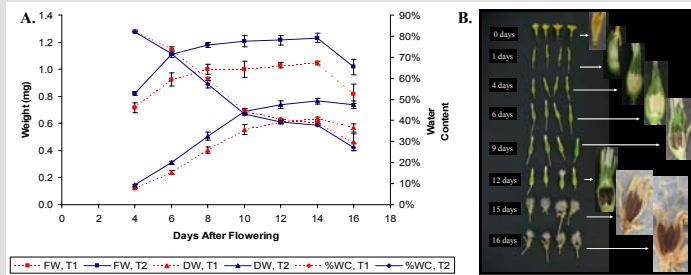 A.
Weight (mg)
1.4
1.2
1.0
0.8
0.6
0.4
0.2
0.0
90%
80%
70%
60%
50%
40%
30%
20%
10%
0%
Water
Content
0 2 4 6 8 10 12 14 16 18
Days After Flowering
FW, T1 FW, T2 DW, T1 DW, T2 %WC, T1 %WC, T2
B.
0 days
1 days
4 days
6 days
9 days
12 days
15 days
16 days